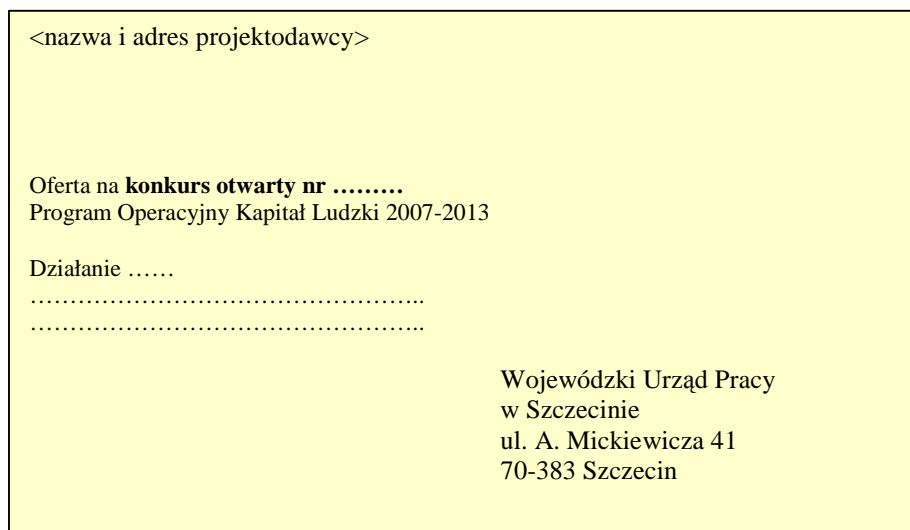 <nazwa i adres projektodawcy>
Oferta na konkurs otwarty nr ………
Program Operacyjny Kapitał Ludzki 2007-2013
Działanie ……
…………………………………………..
…………………………………………..
Wojewódzki Urząd Pracy
w Szczecinie
ul. A. Mickiewicza 41
70-383 Szczecin